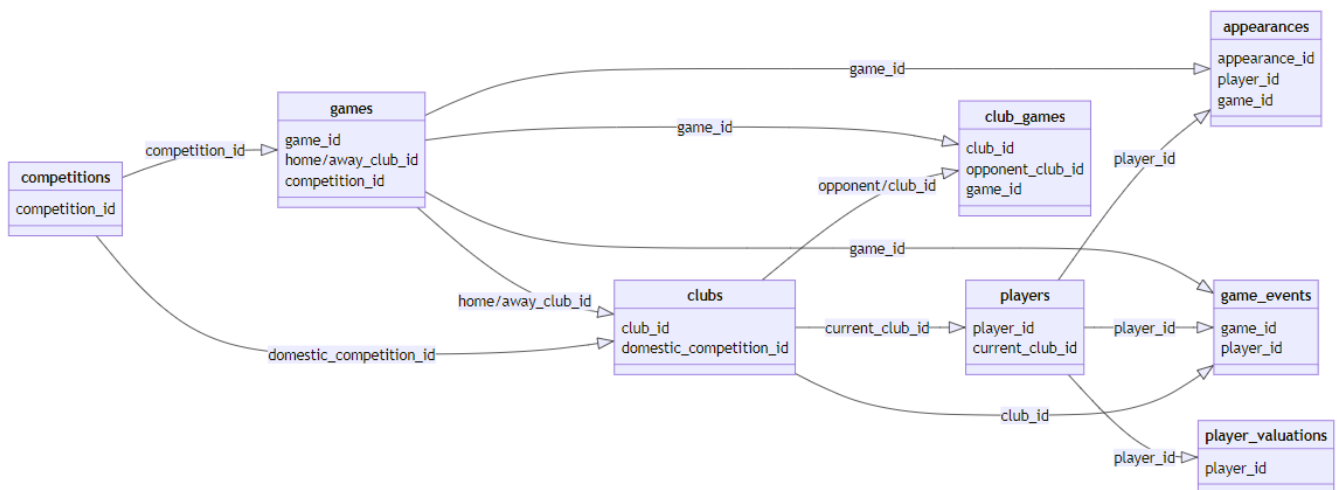 competitions
competition_id
competition_id
domestic_competition_id
games
game_id
home/away_club_id
competition_id
home/away_club_id
game_id
game_id
game_id
clubs
club_id
domestic_competition_id
opponent/club_id
current_club_id
club_id
club_games
club_id
opponent_club_id
game_id
players
player_id
current_club_id
player_id
player_id
player_id
appearances
appearance_id
player_id
game_id
game_events
game_id
player_id
player_valuations
player_id